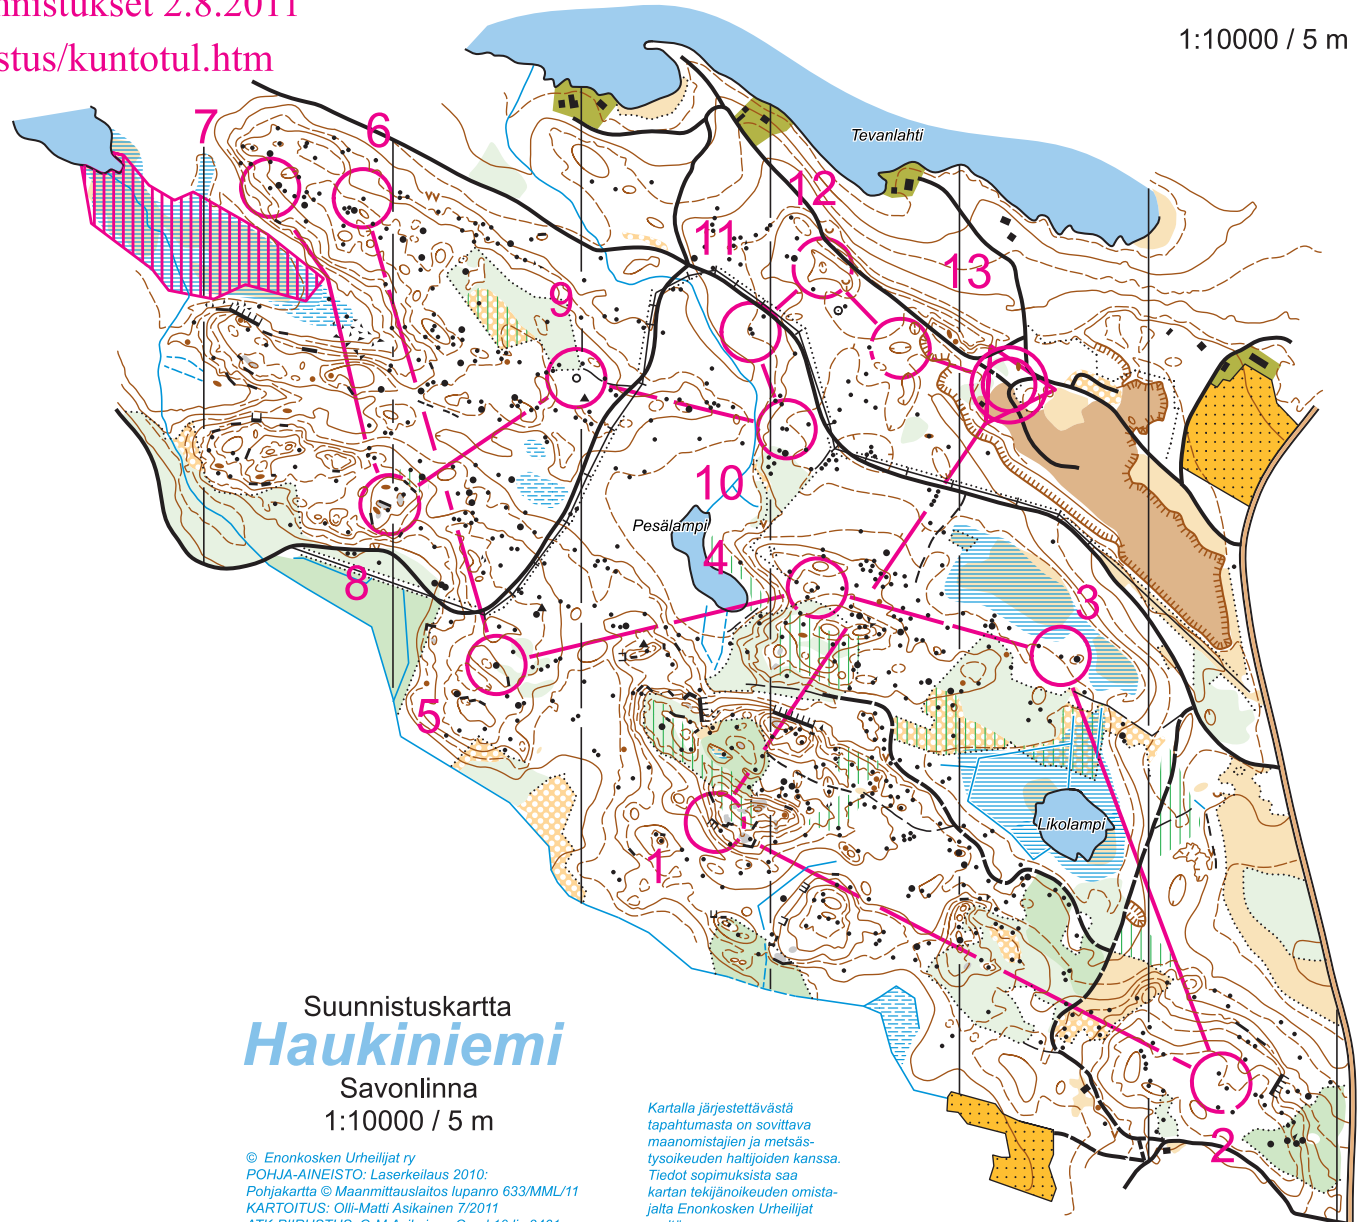 nnistukset 2.8.2011
stus/kuntotul.htm
1:10000 / 5 m
Tevanlahti
7
6
12
11
13
9
10
Pesälampi
4
3
8
5
Likolampi
1
2
Suunnistuskartta
Haukiniemi
Savonlinna
1:10000 / 5 m
© Enonkosken Urheilijat ry
POHJA-AINEISTO: Laserkeilaus 2010:
Pohjakartta © Maanmittauslaitos lupanro 633/MML/11
KARTOITUS: Olli-Matti Asikainen 7/2011
Kartalla järjestettävästä
tapahtumasta on sovittava
maanomistajien ja metsäs-
tysoikeuden haltijoiden kanssa.
Tiedot sopimuksista saa
kartan tekijänoikeuden omista-
jalta Enonkosken Urheilijat